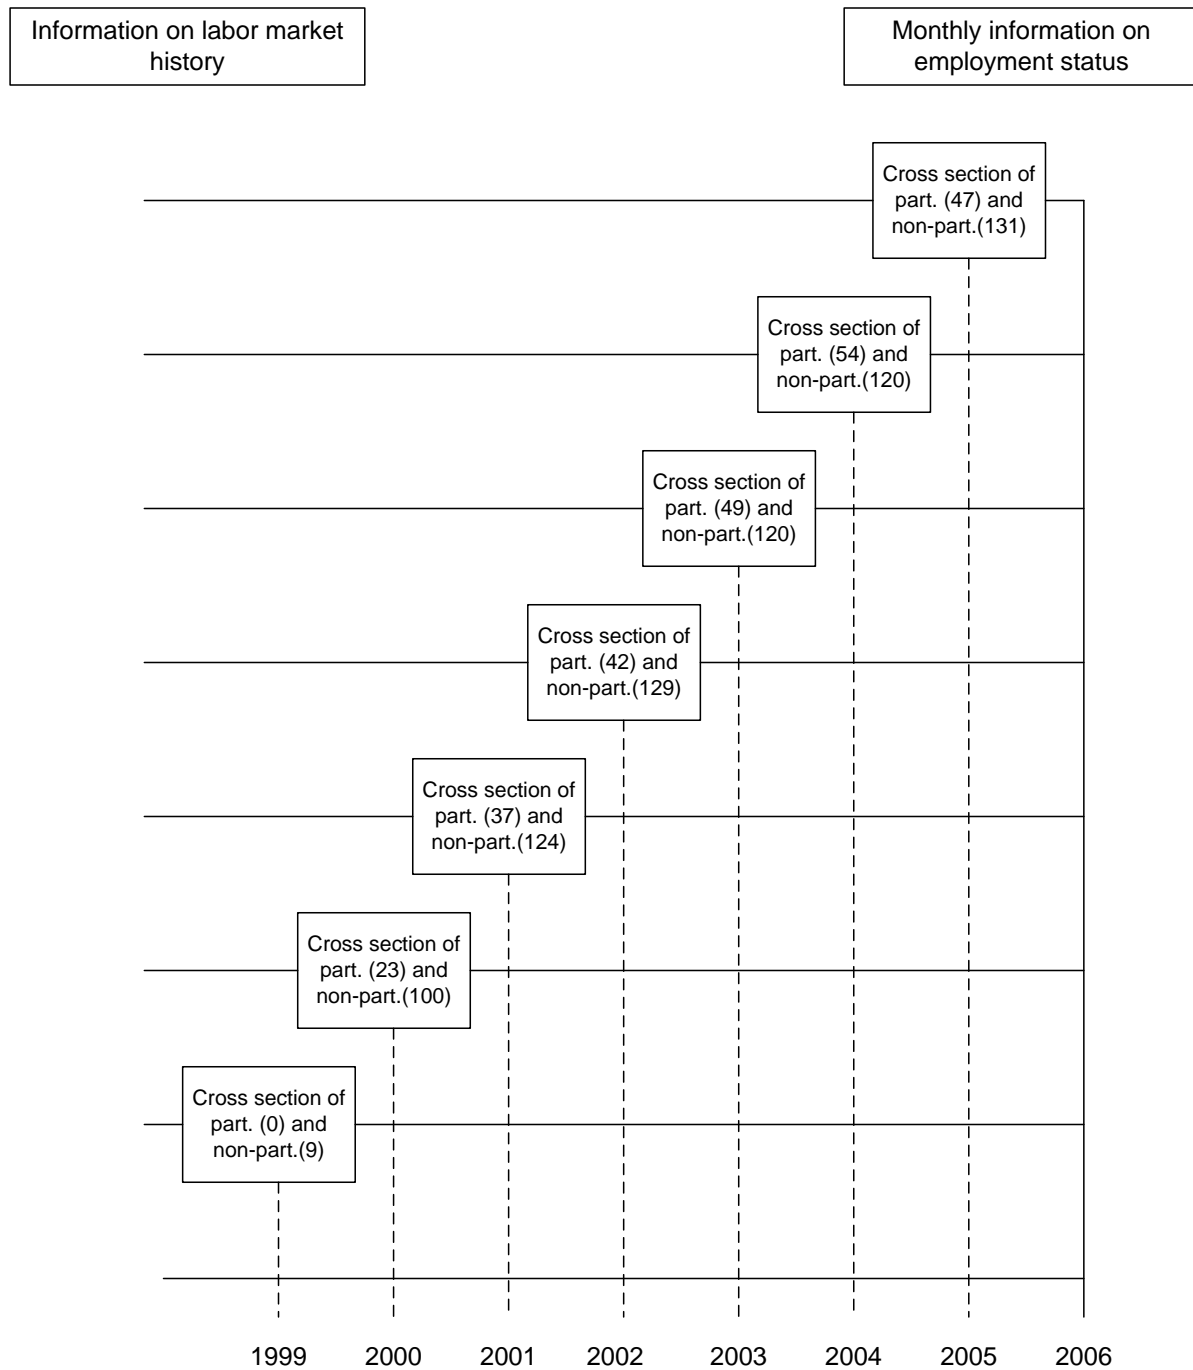 Information on labor market
history
Monthly information on
employment status
Cross section of
part. (47) and
non-part.(131)
Cross section of
part. (54) and
non-part.(120)
Cross section of
part. (49) and
non-part.(120)
Cross section of
part. (42) and
non-part.(129)
Cross section of
part. (37) and
non-part.(124)
Cross section of
part. (23) and
non-part.(100)
Cross section of
part. (0) and
non-part.(9)
1999 2000 2001 2002 2003 2004 2005 2006